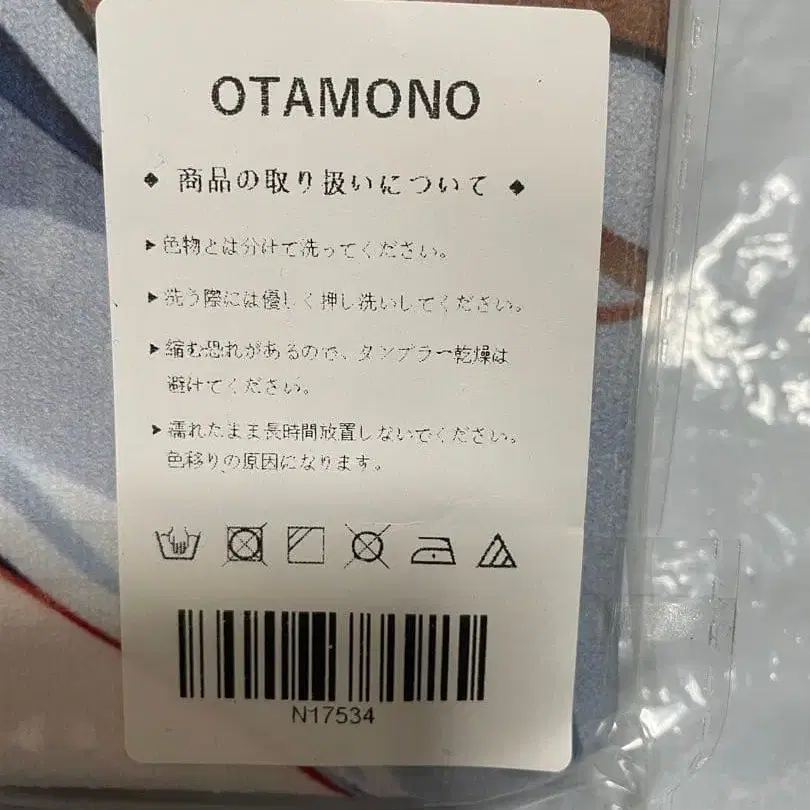 OTAMONO
◆ 商品の取り扱いについて ◆
▶色物とは分けて洗ってください。
▶洗う際には優しく押し洗いしてください。
▶縮む恐れがあるので、タンブラー乾燥は
避けてください。
▶濡れたまま長時間放置しないでください。
色移りの原因になります。
N17534